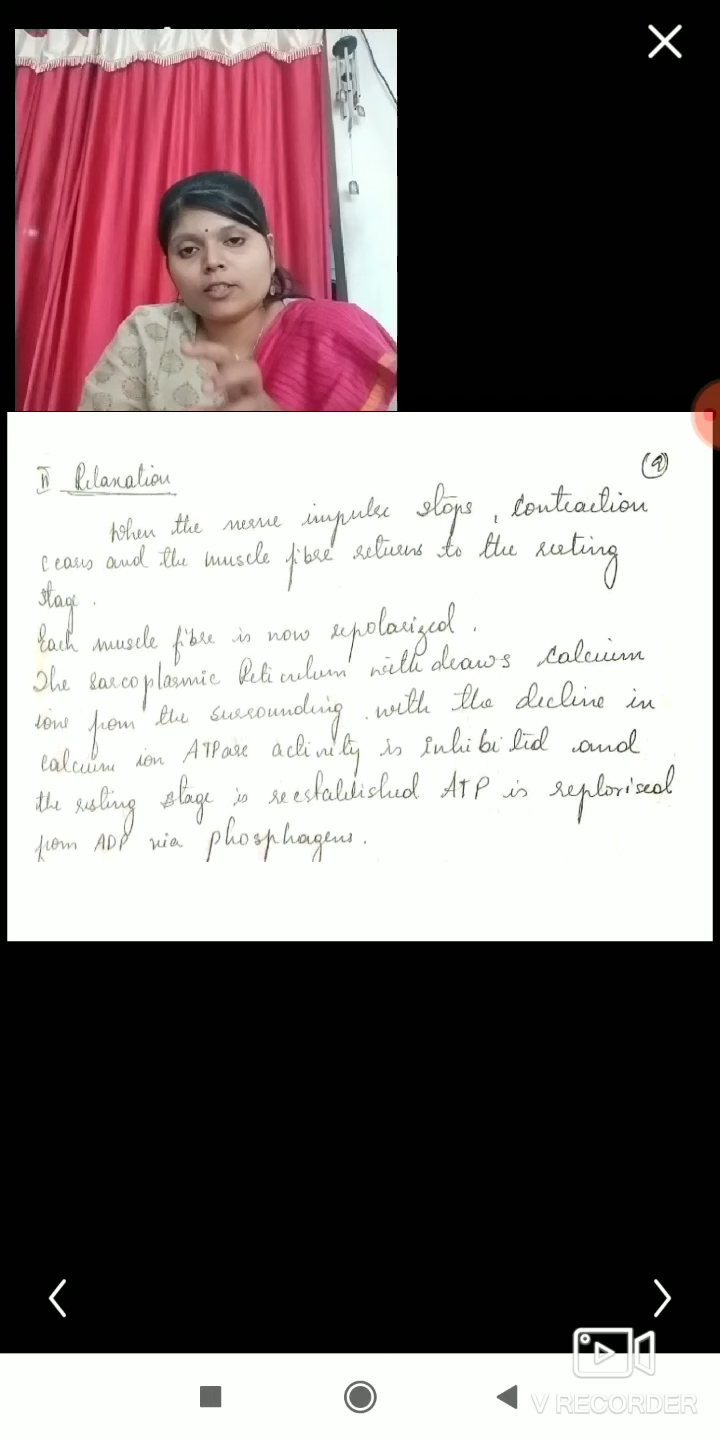 (9)
II Relaxation
When the nerve impulse stops, contraction
ceases and the muscle fibre returns to the resting
stage.
Each muscle fibre is now repolarized.
The Sarcoplasmic Reticulum withdraws calcium
ions from the surrounding. with the decline in
calcium ion ATPase activity is inhibited and
the resting stage is reestablished ATP is
from ADP via phosphagens.
V RECORDER